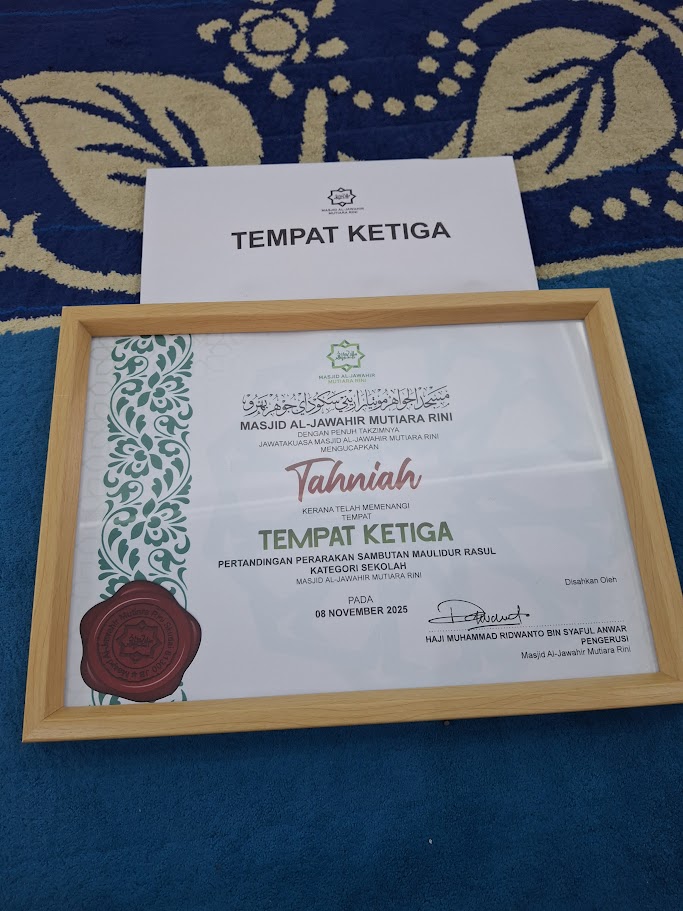 MASJID AL-JAWAHIR
MUTIARA RINI
TEMPAT KETIGA
MASJID AL-JAWAHIR
MUTIARA RINI
MASJID AL-JAWAHIR MUTIARA RINI
DENGAN PENUH TAKZIMNYA
JAWATAKUASA MASJID AL-JAWAHIR MUTIARA RINI
MENGUCAPKAN
Tahniah
KERANA TELAH MEMENANGI
TEMPAT
TEMPAT KETIGA
PERTANDINGAN PERARAKAN SAMBUTAN MAULIDUR RASUL
KATEGORI SEKOLAH
MASJID AL-JAWAHIR MUTIARA RINI
PADA
08 NOVEMBER 2025
Disahkan Oleh
HAJI MUHAMMAD RIDWANTO BIN SYAFUL ANWAR
PENGERUSI
Masjid Al-Jawahir Mutiara Rini